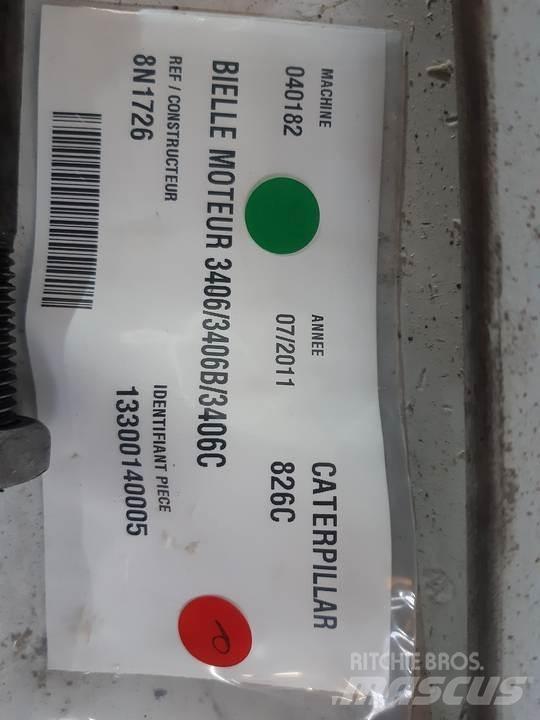 MACHINE
040182
ANNEE
07/2011
CATERPILLAR
826C
BIELLE MOTEUR 3406/3406B/3406C
REF / CONSTRUCTEUR
8N1726
IDENTIFIANT PIECE
13300140005
RITCHIE BROS.
MASCUS